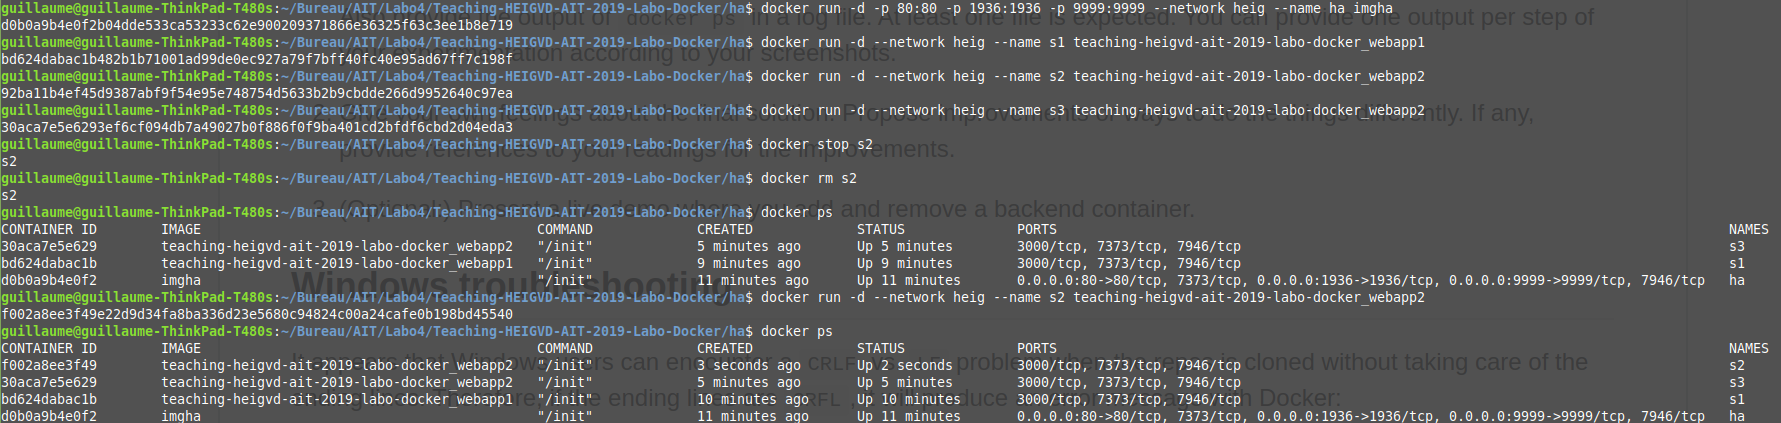 guillaume@guillaume-ThinkPad-T480s:~/Bureau/AIT/Labo4/Teaching-HEIGVD-AIT-2019-Labo-Docker/ha$ docker run -d -p 80:80 -p 1936:1936 -p 9999:9999 --network heig --name ha imgha
d0b0a9b4e0f2b04dde533ca53233c62e9002093718 66e36325f63c3ee1b8e719
guillaume@guillaume-ThinkPad-T480s:~/Bureau/AIT/Labo4/Teaching-HEIGVD-AIT-2019-Labo-Docker/ha$ docker run -d --network heig --name s1 teaching-heigvd-ait-2019-labo-docker_webapp1
bd624dabac1b482b1b71001ad99de0ec927a79f7bff40fc40e95ad67ff7c198f
guillaume@guillaume-ThinkPad-T480s:~/Bureau/AIT/Labo4/Teaching-HEIGVD-AIT-2019-Labo-Docker/ha$ docker run -d --network heig --name s2 teaching-heigvd-ait-2019-labo-docker_webapp2
92ba11b4ef45d9387abf9f54e95e748754d5633b2b9cbdde266d9952640c97ea
guillaume@guillaume-ThinkPad-T480s:~/Bureau/AIT/Labo4/Teaching-HEIGVD-AIT-2019-Labo-Docker/ha$ docker run -d --network heig --name s3 teaching-heigvd-ait-2019-labo-docker_webapp2
30aca7e5e6293ef6cf094db7a49027b0f886f0f9ba401cd2bfdf6cbd2d04eda3
guillaume@guillaume-ThinkPad-T480s:~/Bureau/AIT/Labo4/Teaching-HEIGVD-AIT-2019-Labo-Docker/ha$ docker stop s2
s2
guillaume@guillaume-ThinkPad-T480s:~/Bureau/AIT/Labo4/Teaching-HEIGVD-AIT-2019-Labo-Docker/ha$ docker rm s2
s2
guillaume@guillaume-ThinkPad-T480s:~/Bureau/AIT/Labo4/Teaching-HEIGVD-AIT-2019-Labo-Docker/ha$ docker ps
CONTAINER ID IMAGE COMMAND CREATED STATUS PORTS NAMES
30aca7e5e629 teaching-heigvd-ait-2019-labo-docker_webapp2 "/init" 5 minutes ago Up 5 minutes 3000/tcp, 7373/tcp, 7946/tcp s3
bd624dabac1b teaching-heigvd-ait-2019-labo-docker_webapp1 "/init" 9 minutes ago Up 9 minutes 3000/tcp, 7373/tcp, 7946/tcp s1
d0b0a9b4e0f2 imgha "/init" 11 minutes ago Up 11 minutes 0.0.0.0:80->80/tcp, 7373/tcp, 0.0.0.0:1936->1936/tcp, 0.0.0.0:9999->9999/tcp, 7946/tcp ha
guillaume@guillaume-ThinkPad-T480s:~/Bureau/AIT/Labo4/Teaching-HEIGVD-AIT-2019-Labo-Docker/ha$ docker run -d --network heig --name s2 teaching-heigvd-ait-2019-labo-docker_webapp2
f002a8ee3f49e22d9d34fa8ba336d23e5680c94824c00a24cafe0b198bd45540
guillaume@guillaume-ThinkPad-T480s:~/Bureau/AIT/Labo4/Teaching-HEIGVD-AIT-2019-Labo-Docker/ha$ docker ps
CONTAINER ID IMAGE COMMAND CREATED STATUS PORTS NAMES
f002a8ee3f49 teaching-heigvd-ait-2019-labo-docker_webapp2 "/init" 3 seconds ago Up 2 seconds 3000/tcp, 7373/tcp, 7946/tcp s2
30aca7e5e629 teaching-heigvd-ait-2019-labo-docker_webapp2 "/init" 5 minutes ago Up 5 minutes 3000/tcp, 7373/tcp, 7946/tcp s3
bd624dabac1b teaching-heigvd-ait-2019-labo-docker_webapp1 "/init" 10 minutes ago Up 10 minutes 3000/tcp, 7373/tcp, 7946/tcp s1
d0b0a9b4e0f2 imgha "/init" 11 minutes ago Up 11 minutes 0.0.0.0:80->80/tcp, 7373/tcp, 0.0.0.0:1936->1936/tcp, 0.0.0.0:9999->9999/tcp, 7946/tcp ha